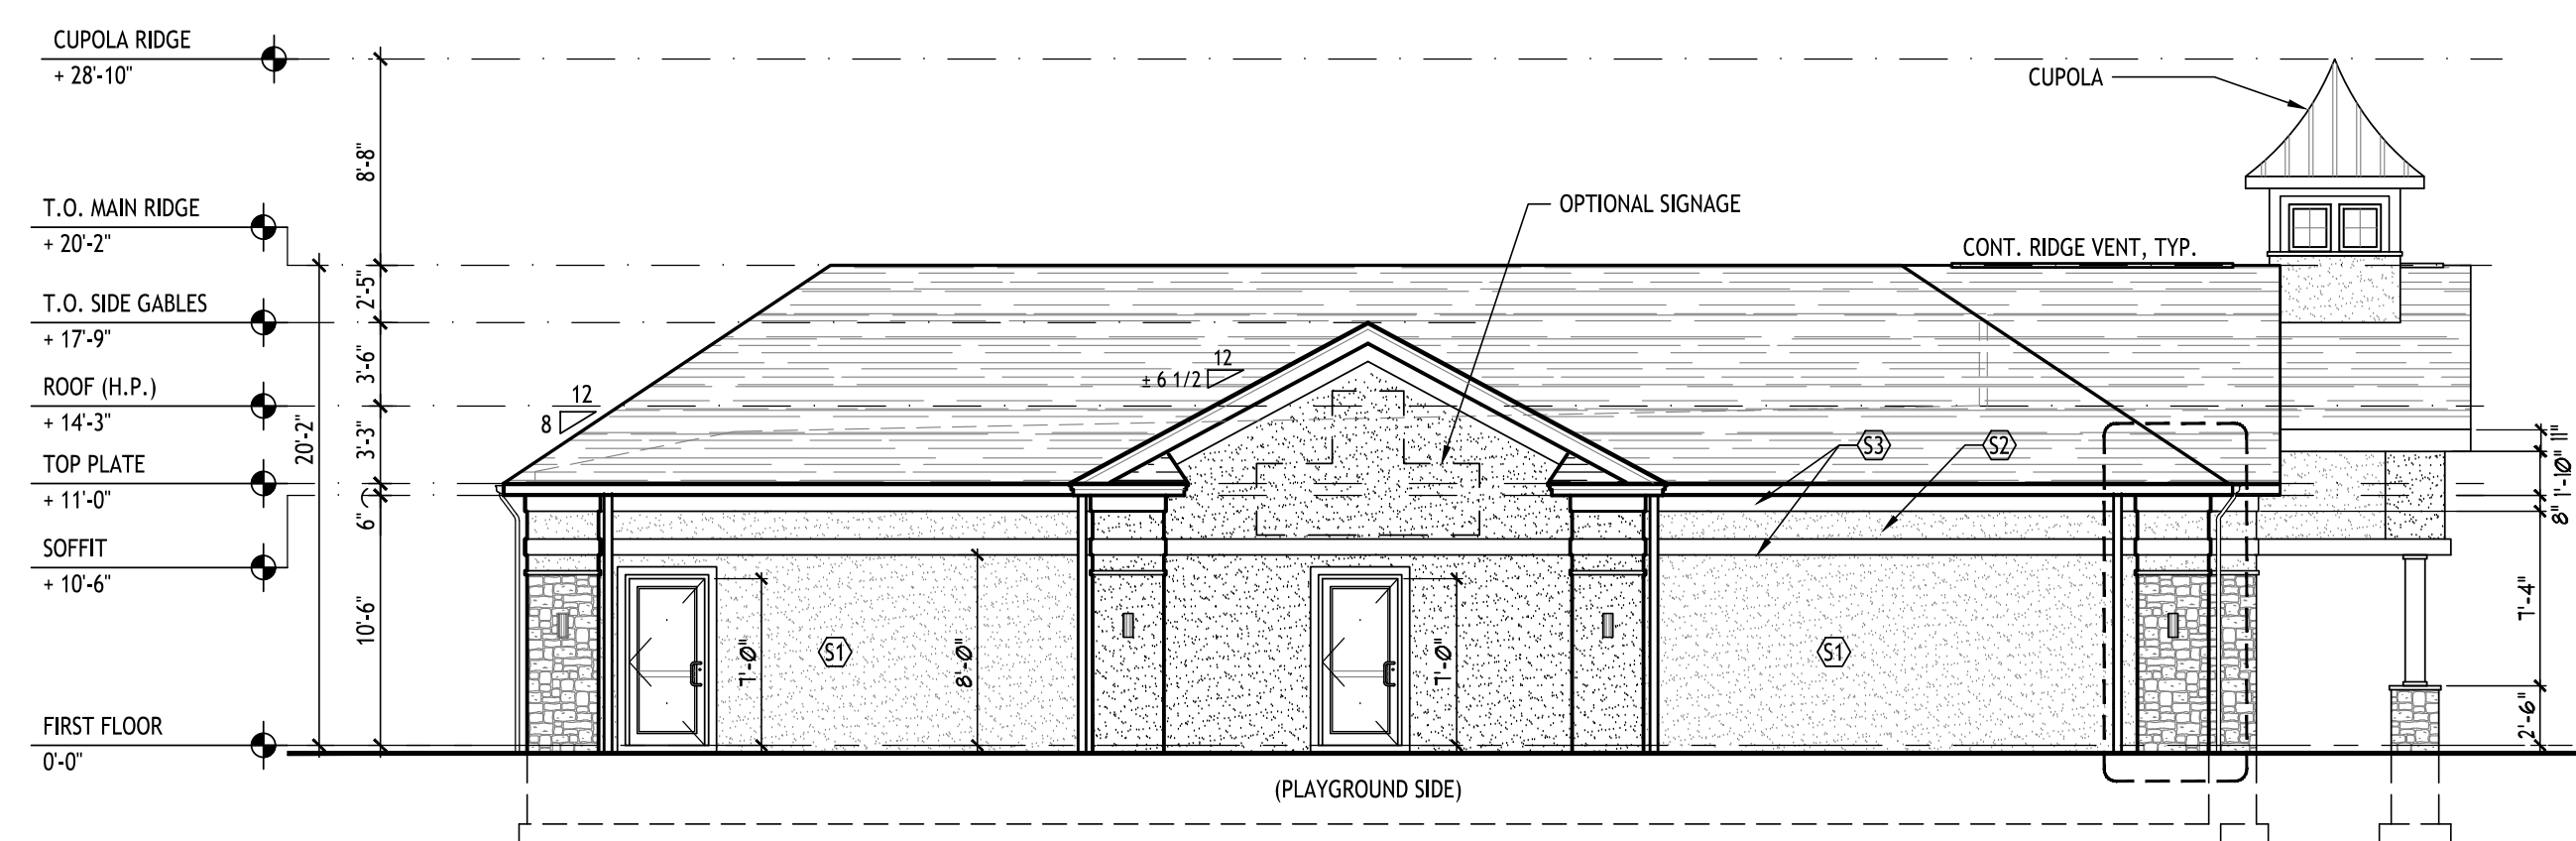 CUPOLA RIDGE
+ 28'-10"
CUPOLA
8'-8"
T.O. MAIN RIDGE
+ 20'-2"
OPTIONAL SIGNAGE
CONT. RIDGE VENT, TYP.
2'-5"
T.O. SIDE GABLES
+ 17'-9"
3'-6"
12
± 6 1/2
ROOF (H.P.)
+ 14'-3"
12
8
20'-2"
3'-3"
S3
S2
11"
TOP PLATE
+ 11'-0"
6"
1'-10"
8"
SOFFIT
+ 10'-6"
10'-6"
7'-0"
S1
8'-0"
7'-0"
S1
7'-4"
2'-6"
FIRST FLOOR
0'-0"
(PLAYGROUND SIDE)